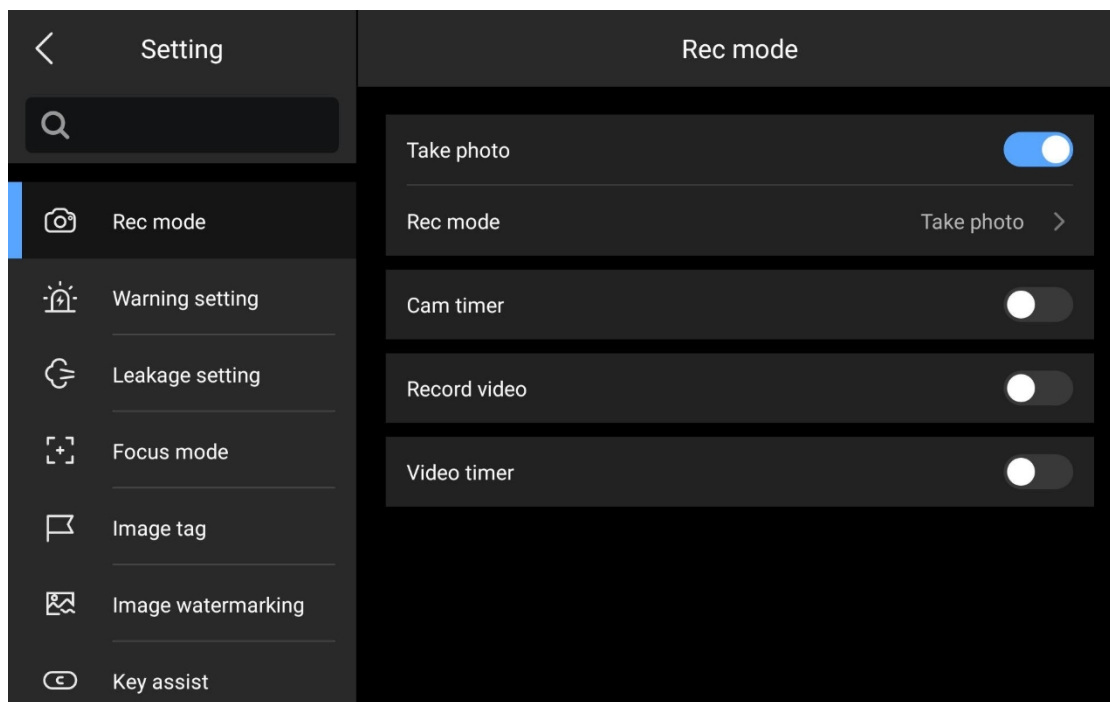 Setting
Rec mode
Warning setting
Leakage setting
Focus mode
Image tag
Image watermarking
Key assist
Rec mode
Take photo
Rec mode Take photo
Cam timer
Record video
Video timer